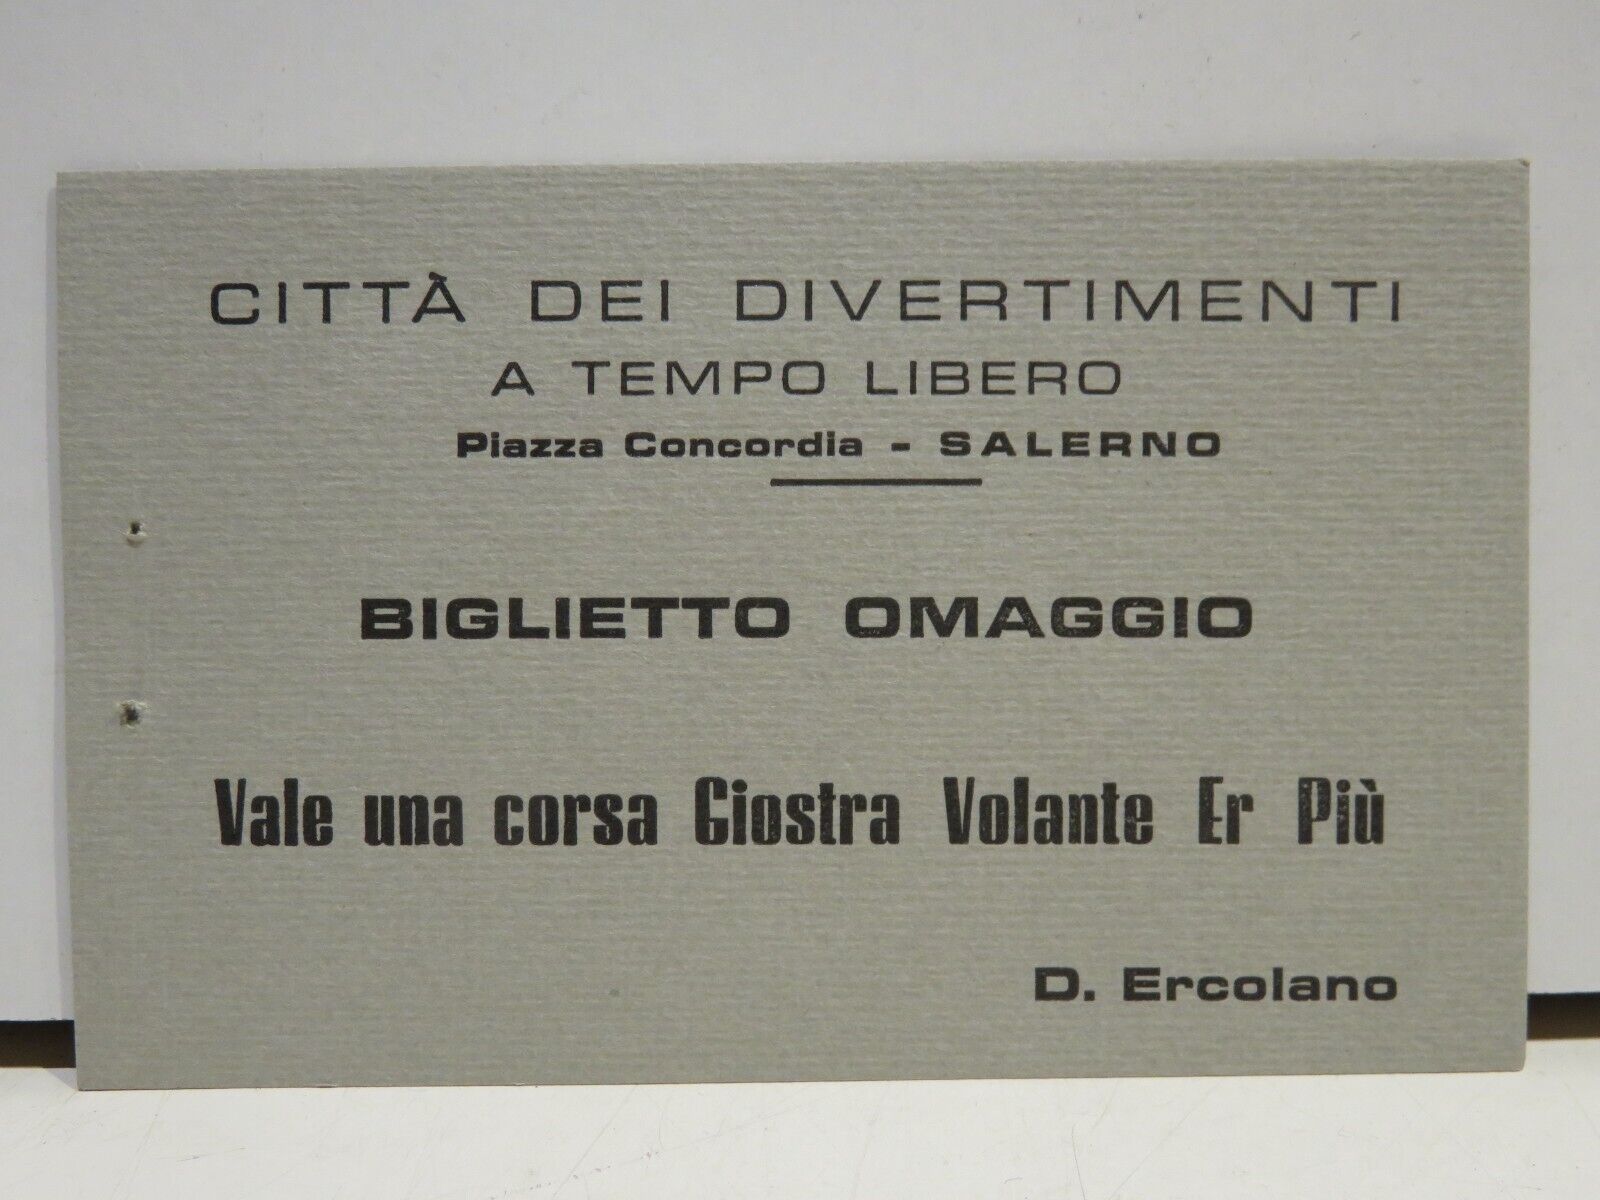 CITTÀ DEI DIVERTIMENTI
A TEMPO LIBERO
Piazza Concordia - SALERNO
BIGLIETTO OMAGGIO
Vale una corsa Giostra Volante Er Più
D. Ercolano